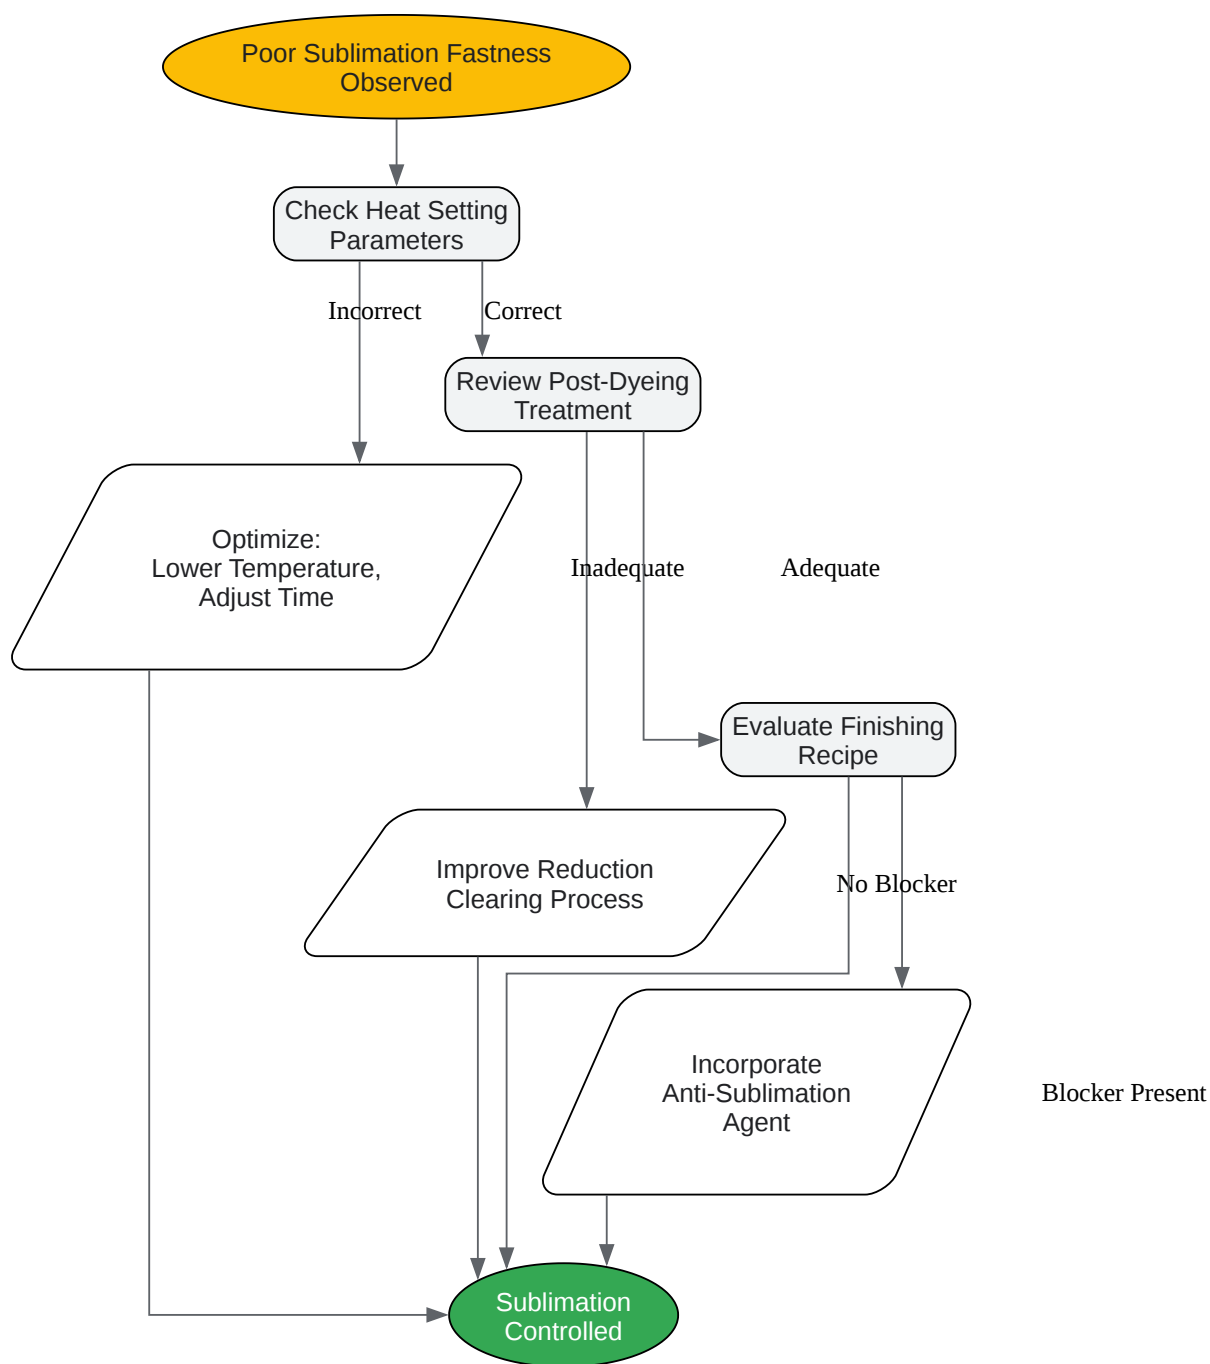 Poor Sublimation Fastness
Observed
Check Heat Setting
Parameters
Incorrect
Correct
Review Post-Dyeing
Treatment
Optimize:
Lower Temperature,
Adjust Time
Inadequate
Adequate
Evaluate Finishing
Recipe
Improve Reduction
Clearing Process
No Blocker
Incorporate
Anti-Sublimation
Agent
Blocker Present
Sublimation
Controlled